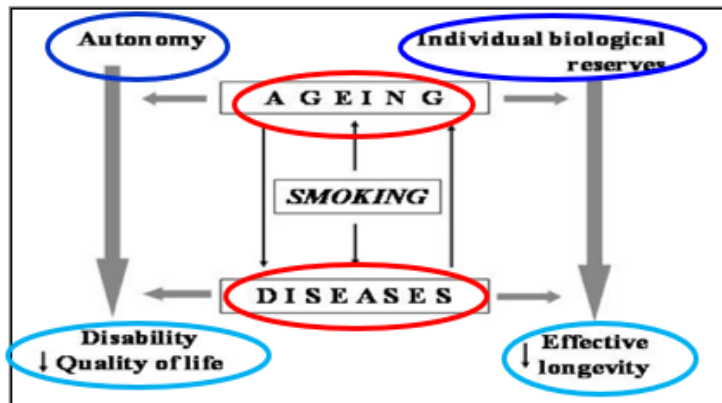 Autonomy
Individual biological
reserves
A G E I N G
SMOKING
D I S E A S E S
Disability
↓ Quality of life
↓ Effective
longevity